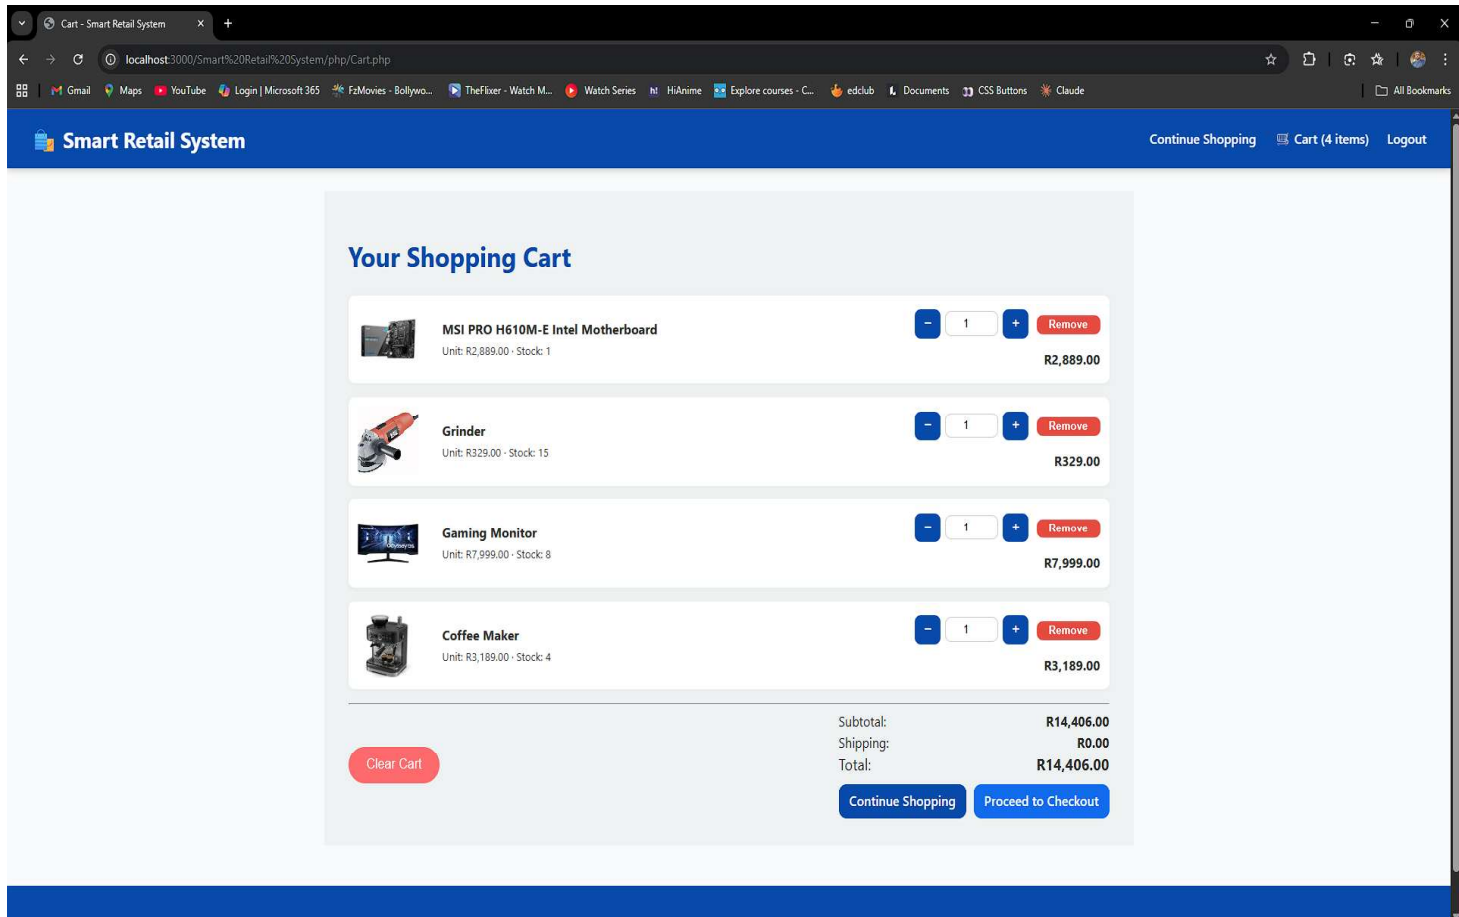 Cart - Smart Retail System
localhost:3000/Smart%20Retail%20System/php/Cart.php
Gmail Maps YouTube Login | Microsoft 365 FzMovies - Bollywo... TheFlixer - Watch M... Watch Series h! HiAnime Explore courses - C... edclub Documents CSS Buttons Claude All Bookmarks
Smart Retail System Continue Shopping Cart (4 items) Logout
Your Shopping Cart
MSI PRO H610M-E Intel Motherboard
Unit: R2,889.00 · Stock: 1
− 1 + Remove
R2,889.00
Grinder
Unit: R329.00 · Stock: 15
− 1 + Remove
R329.00
Gaming Monitor
Unit: R7,999.00 · Stock: 8
− 1 + Remove
R7,999.00
Coffee Maker
Unit: R3,189.00 · Stock: 4
− 1 + Remove
R3,189.00
Subtotal: R14,406.00
Shipping: R0.00
Total: R14,406.00
Clear Cart
Continue Shopping Proceed to Checkout